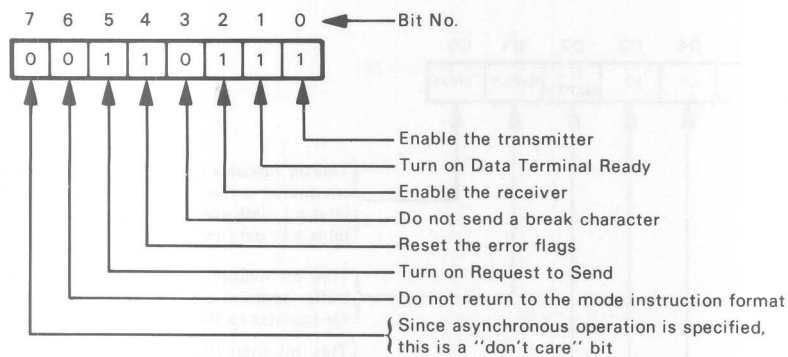 7 6 5 4 3 2 1 0 Bit No.
0 0 1 1 0 1 1 1
Enable the transmitter
Turn on Data Terminal Ready
Enable the receiver
Do not send a break character
Reset the error flags
Turn on Request to Send
Do not return to the mode instruction format
Since asynchronous operation is specified,
this is a "don't care" bit